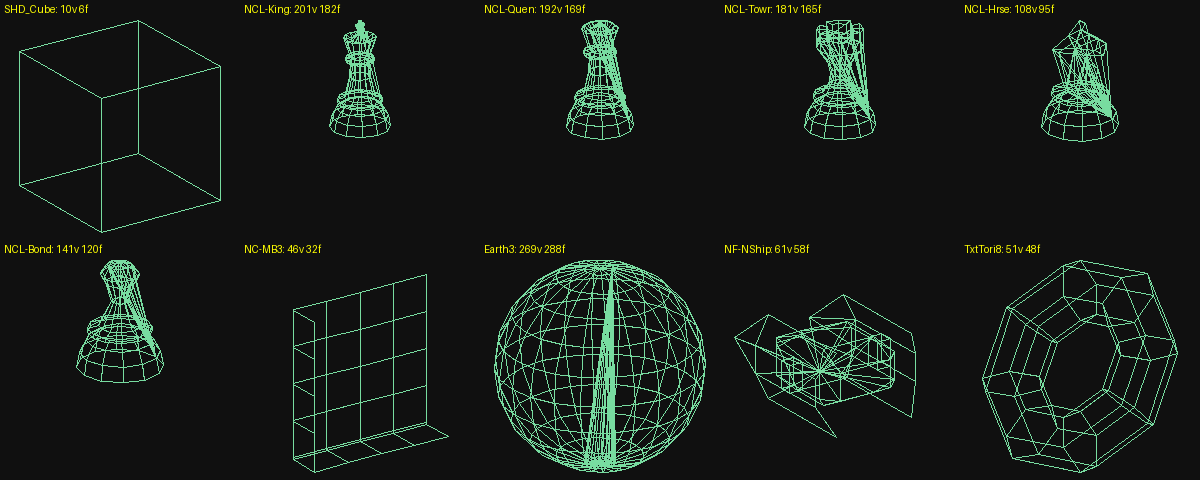 SHD_Cube: 10v 6f
NCL-King: 201v 182f
NCL-Quen: 192v 169f
NCL-Towr: 181v 165f
NCL-Hrse: 108v 95f
NCL-Bond: 141v 120f
NC-MB3: 46v 32f
Earth3: 269v 288f
NF-NShip: 61v 58f
TxtTori8: 51v 48f